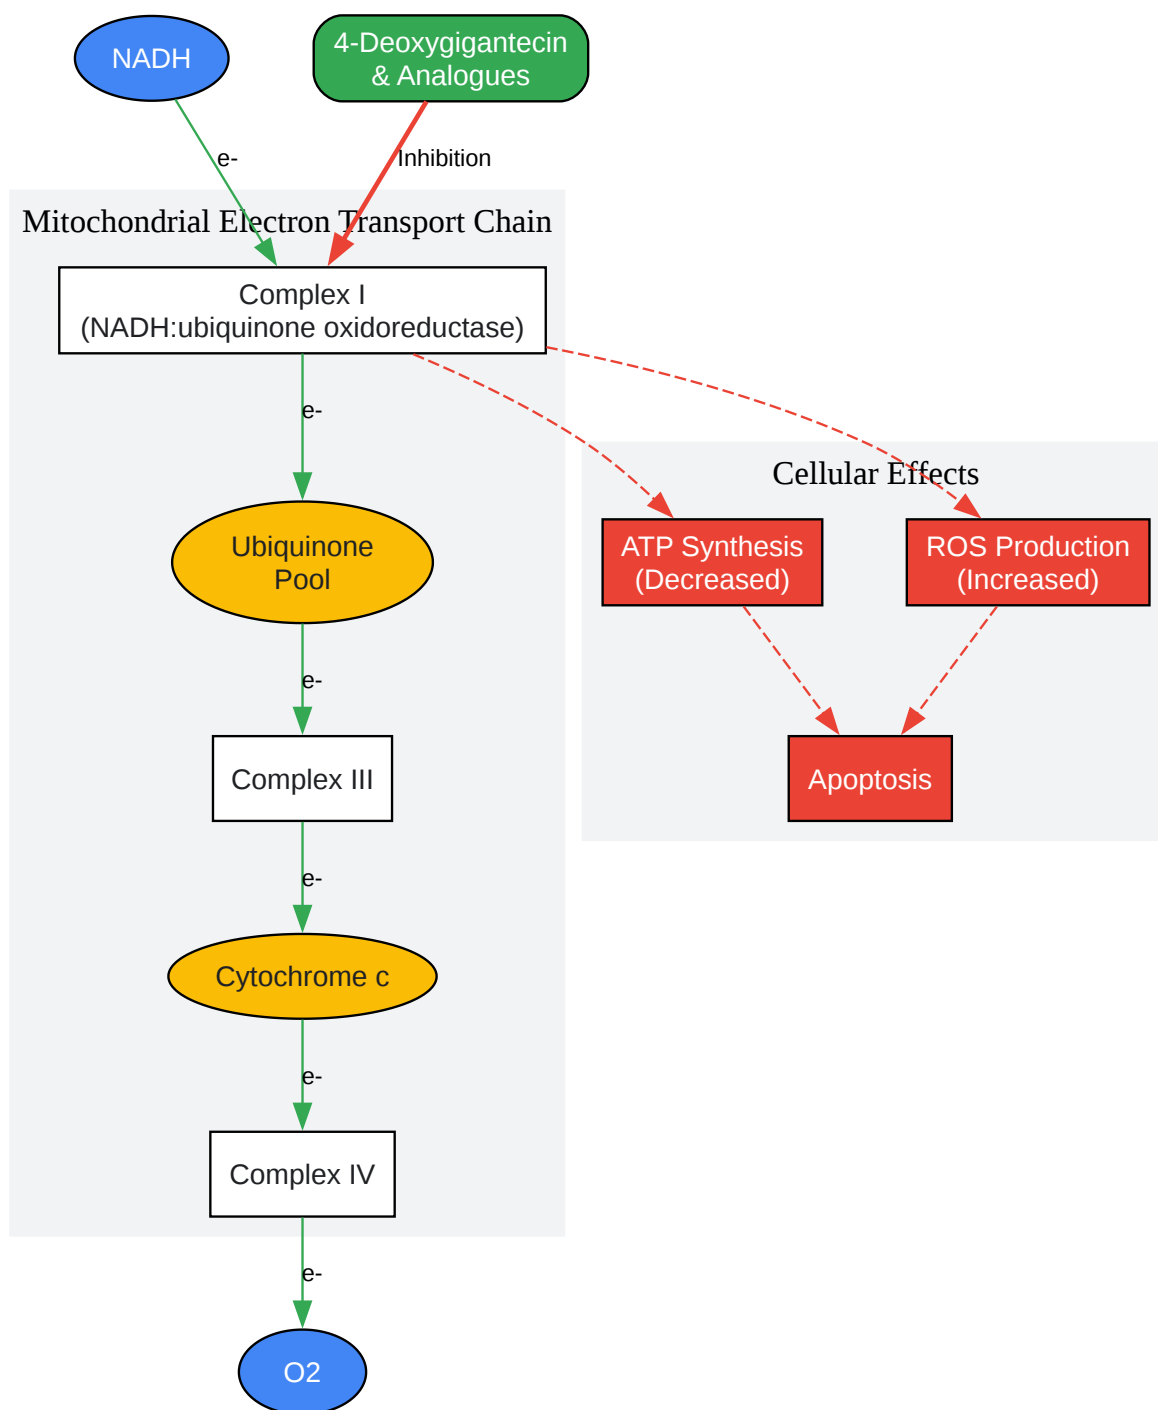 NADH
4-Deoxygigantecin
& Analogues
e-
Inhibition
Mitochondrial Electron Transport Chain
Complex I
(NADH:ubiquinone oxidoreductase)
e-
Cellular Effects
Ubiquinone
Pool
ATP Synthesis
(Decreased)
ROS Production
(Increased)
e-
Complex III
Apoptosis
e-
Cytochrome c
e-
Complex IV
e-
O2